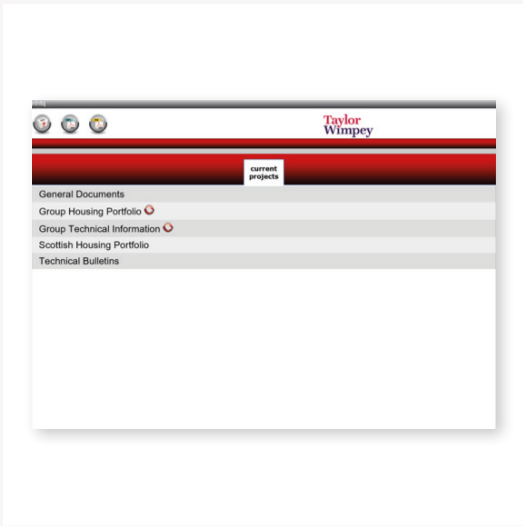 Taylor
Wimpey
current
projects
General Documents
Group Housing Portfolio
Group Technical Information
Scottish Housing Portfolio
Technical Bulletins